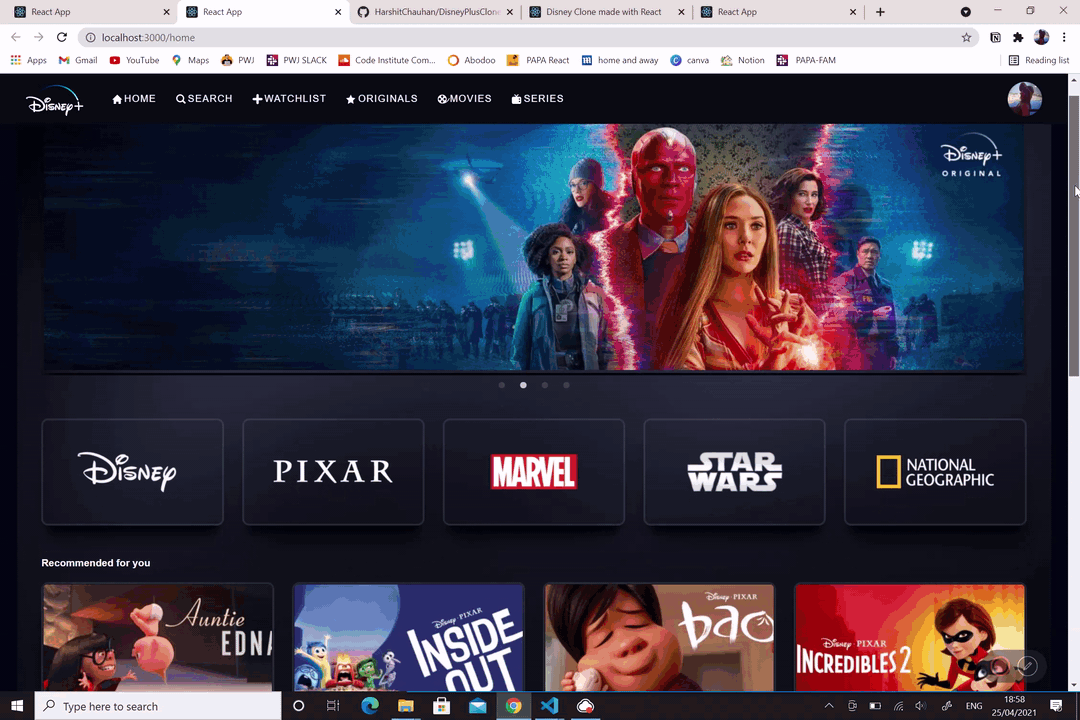 React App
React App
HarshitChauhan/DisneyPlusClone
Disney Clone made with React
React App
localhost:3000/home
Apps
Gmail
YouTube
Maps
PWJ
PWJ SLACK
Code Institute Com...
Abodoo
PAPA React
home and away
canva
Notion
PAPA-FAM
Reading list
Disney+
HOME
SEARCH
WATCHLIST
ORIGINALS
MOVIES
SERIES
Disney+
ORIGINAL
Disney
PIXAR
MARVEL
STAR
WARS
NATIONAL
GEOGRAPHIC
Recommended for you
Auntie
EDNA
Disney PIXAR
INSIDE
OUT
Disney PIXAR
bao
Disney PIXAR
INCREDIBLES 2
Type here to search
ENG
18:58
25/04/2021